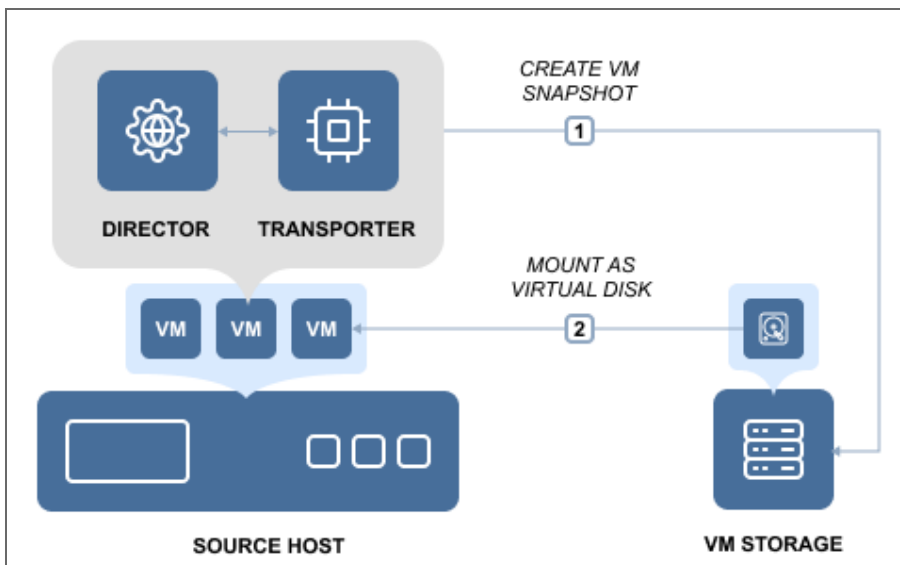 CREATE VM
SNAPSHOT
1
DIRECTOR
TRANSPORTER
MOUNT AS
VIRTUAL DISK
2
VM
VM
VM
SOURCE HOST
VM STORAGE